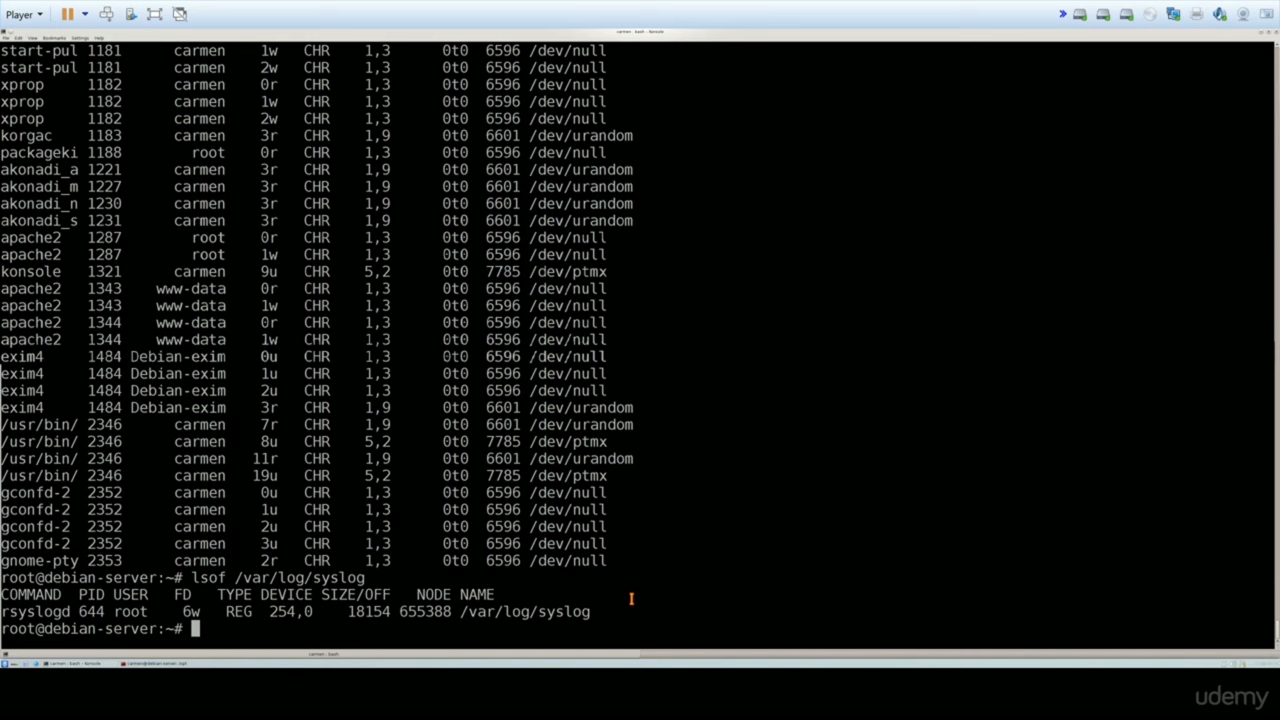 Player
carmen : bash – Konsole
File Edit View Bookmarks Settings Help
start-pul 1181 carmen 1w CHR 1,3 0t0 6596 /dev/null
start-pul 1181 carmen 2w CHR 1,3 0t0 6596 /dev/null
xprop 1182 carmen 0r CHR 1,3 0t0 6596 /dev/null
xprop 1182 carmen 1w CHR 1,3 0t0 6596 /dev/null
xprop 1182 carmen 2w CHR 1,3 0t0 6596 /dev/null
korgac 1183 carmen 3r CHR 1,9 0t0 6601 /dev/urandom
packageki 1188 root 0r CHR 1,3 0t0 6596 /dev/null
akonadi_a 1221 carmen 3r CHR 1,9 0t0 6601 /dev/urandom
akonadi_m 1227 carmen 3r CHR 1,9 0t0 6601 /dev/urandom
akonadi_n 1230 carmen 3r CHR 1,9 0t0 6601 /dev/urandom
akonadi_s 1231 carmen 3r CHR 1,9 0t0 6601 /dev/urandom
apache2 1287 root 0r CHR 1,3 0t0 6596 /dev/null
apache2 1287 root 1w CHR 1,3 0t0 6596 /dev/null
konsole 1321 carmen 9u CHR 5,2 0t0 7785 /dev/ptmx
apache2 1343 www-data 0r CHR 1,3 0t0 6596 /dev/null
apache2 1343 www-data 1w CHR 1,3 0t0 6596 /dev/null
apache2 1344 www-data 0r CHR 1,3 0t0 6596 /dev/null
apache2 1344 www-data 1w CHR 1,3 0t0 6596 /dev/null
exim4 1484 Debian-exim 0u CHR 1,3 0t0 6596 /dev/null
exim4 1484 Debian-exim 1u CHR 1,3 0t0 6596 /dev/null
exim4 1484 Debian-exim 2u CHR 1,3 0t0 6596 /dev/null
exim4 1484 Debian-exim 3r CHR 1,9 0t0 6601 /dev/urandom
/usr/bin/ 2346 carmen 7r CHR 1,9 0t0 6601 /dev/urandom
/usr/bin/ 2346 carmen 8u CHR 5,2 0t0 7785 /dev/ptmx
/usr/bin/ 2346 carmen 11r CHR 1,9 0t0 6601 /dev/urandom
/usr/bin/ 2346 carmen 19u CHR 5,2 0t0 7785 /dev/ptmx
gconfd-2 2352 carmen 0u CHR 1,3 0t0 6596 /dev/null
gconfd-2 2352 carmen 1u CHR 1,3 0t0 6596 /dev/null
gconfd-2 2352 carmen 2u CHR 1,3 0t0 6596 /dev/null
gconfd-2 2352 carmen 3u CHR 1,3 0t0 6596 /dev/null
gnome-pty 2353 carmen 2r CHR 1,3 0t0 6596 /dev/null
root@debian-server:~# lsof /var/log/syslog
COMMAND PID USER FD TYPE DEVICE SIZE/OFF NODE NAME
rsyslogd 644 root 6w REG 254,0 18154 655388 /var/log/syslog
root@debian-server:~#
carmen : bash
carmen : bash – Konsole
udemy